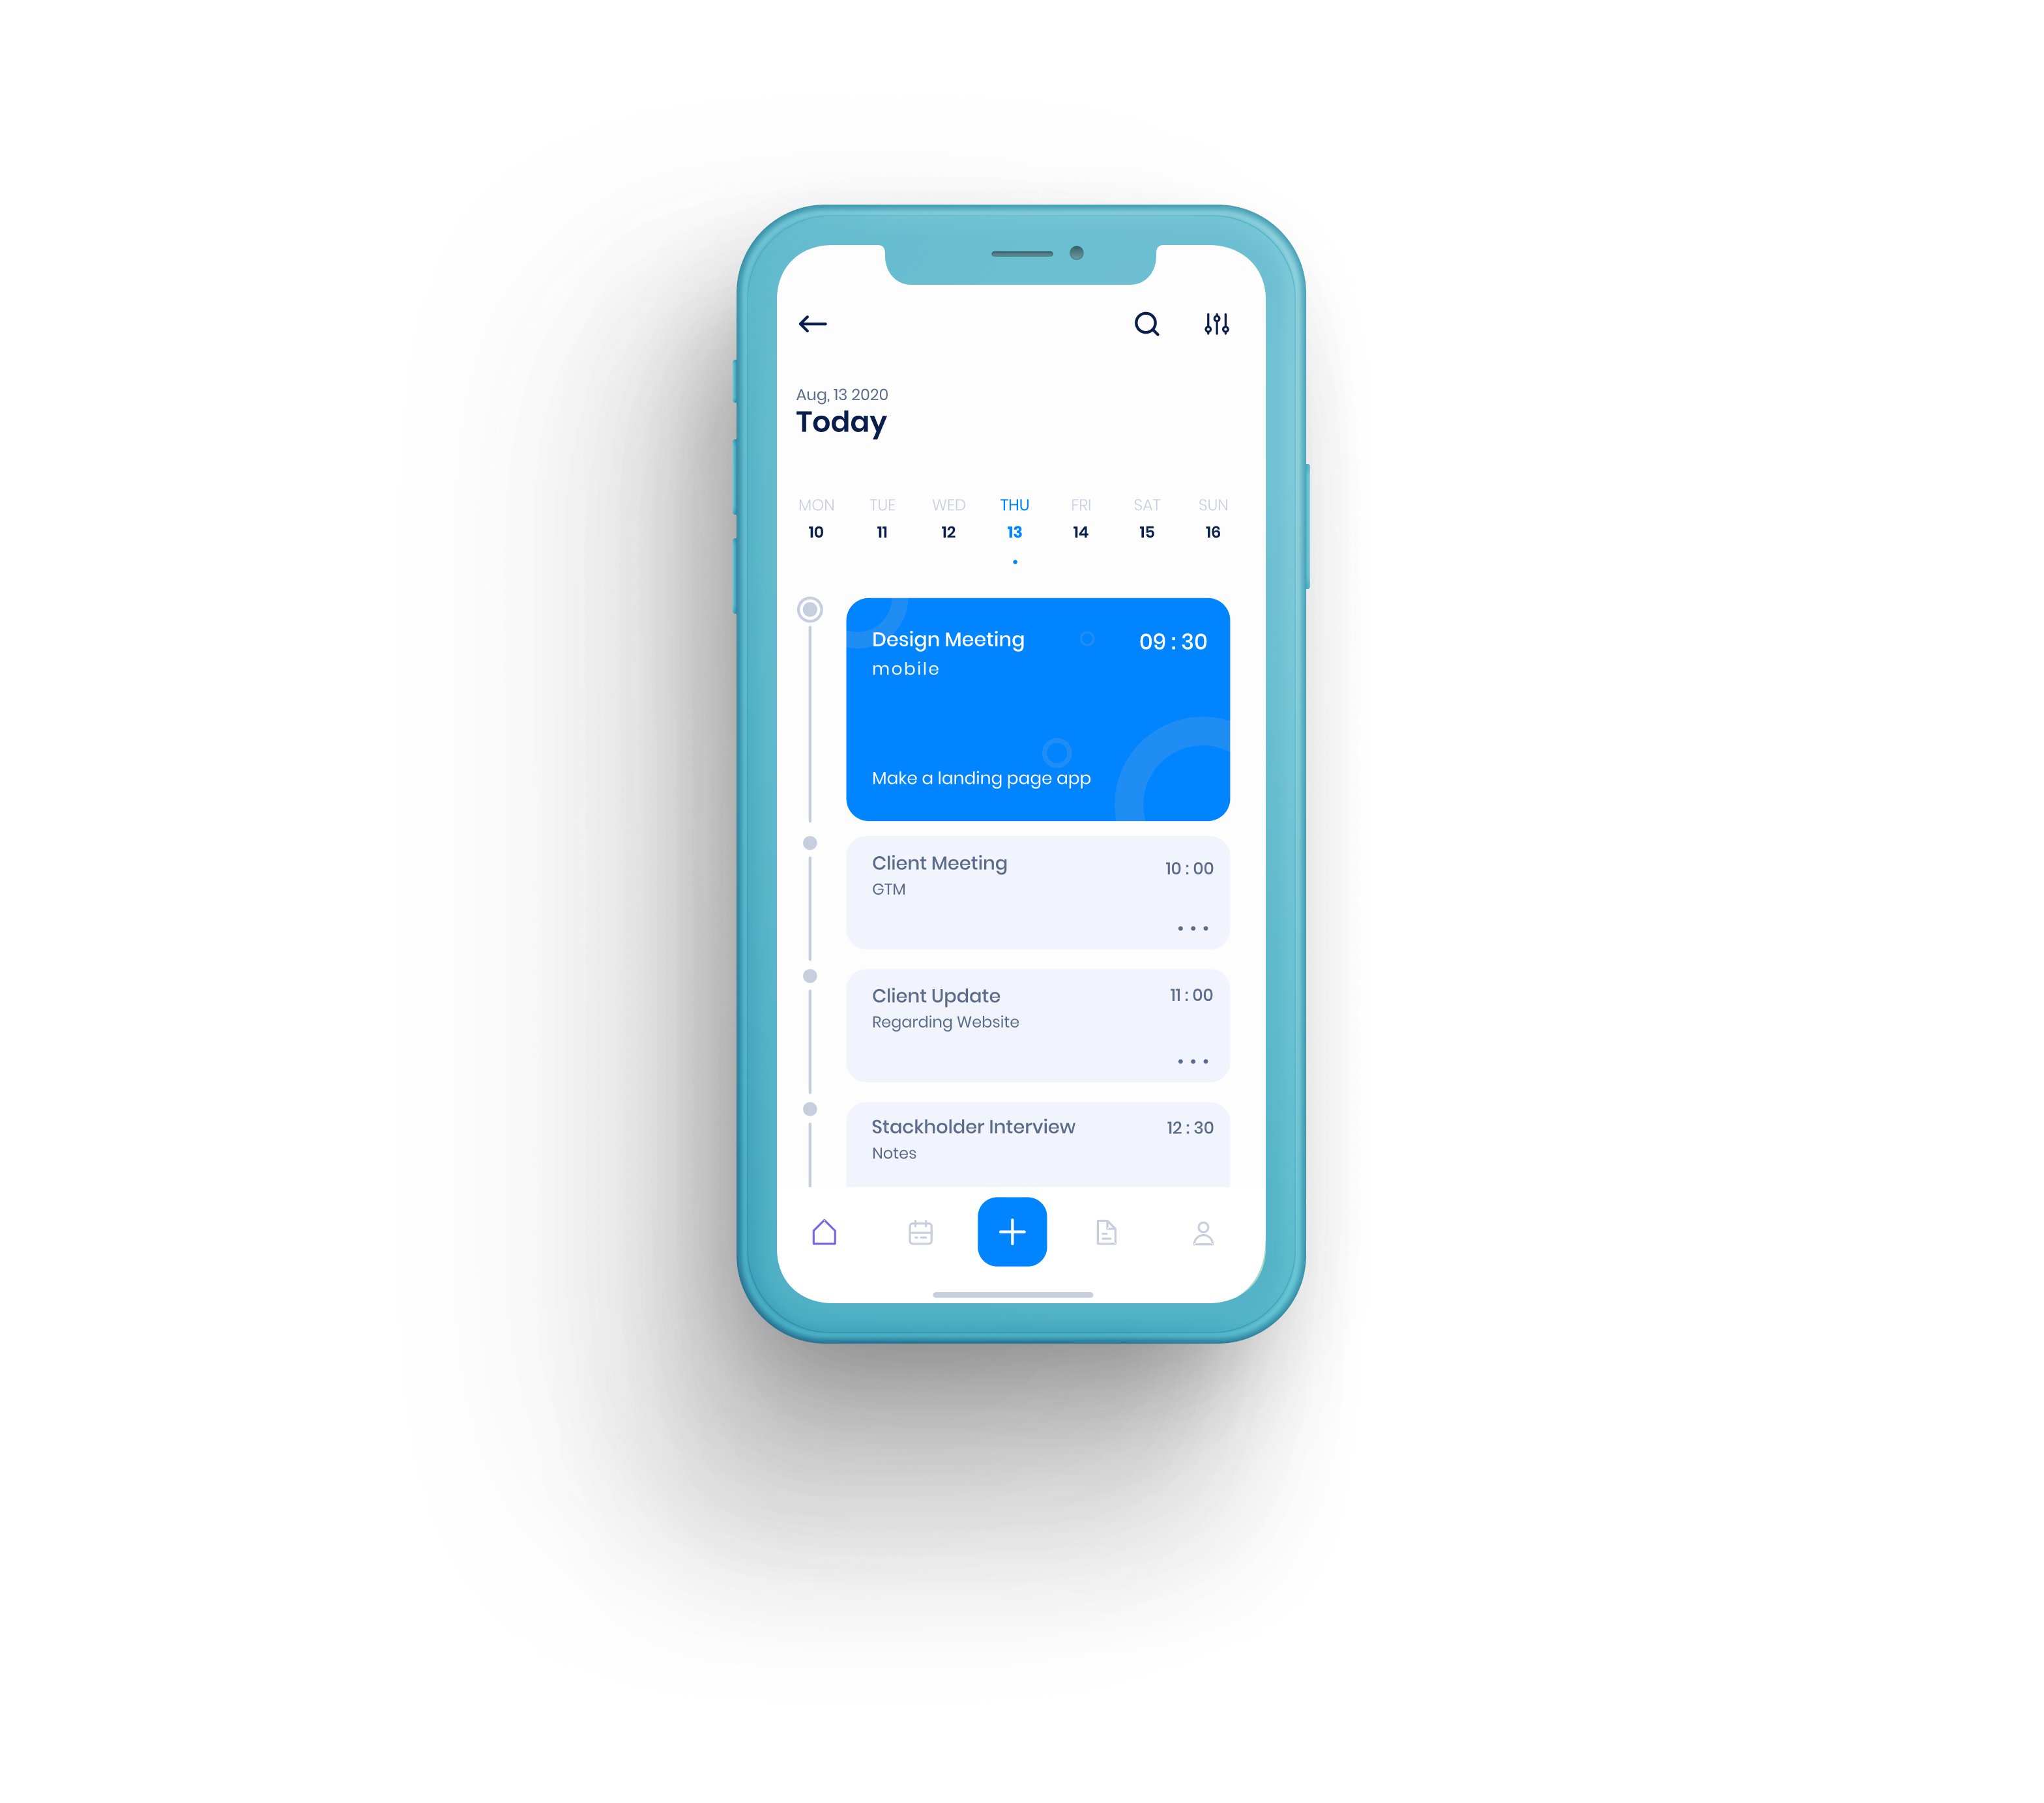 Aug, 13 2020
Today
MON TUE WED THU FRI SAT SUN
10 11 12 13 14 15 16
Design Meeting 09 : 30
mobile
Make a landing page app
Client Meeting 10 : 00
GTM
Client Update 11 : 00
Regarding Website
Stackholder Interview 12 : 30
Notes